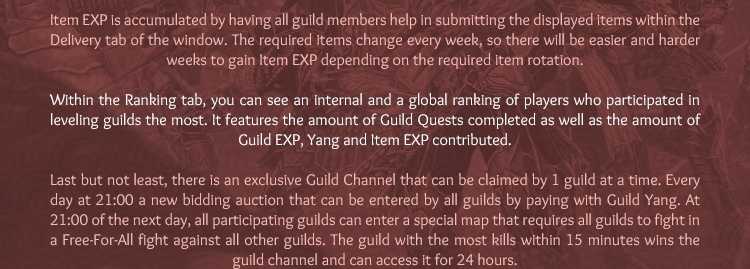 Item EXP is accumulated by having all guild members help in submitting the displayed items within the
Delivery tab of the window. The required items change every week, so there will be easier and harder
weeks to gain Item EXP depending on the required item rotation.
Within the Ranking tab, you can see an internal and a global ranking of players who participated in
leveling guilds the most. It features the amount of Guild Quests completed as well as the amount of
Guild EXP, Yang and Item EXP contributed.
Last but not least, there is an exclusive Guild Channel that can be claimed by 1 guild at a time. Every
day at 21:00 a new bidding auction that can be entered by all guilds by paying with Guild Yang. At
21:00 of the next day, all participating guilds can enter a special map that requires all guilds to fight in
a Free-For-All fight against all other guilds. The guild with the most kills within 15 minutes wins the
guild channel and can access it for 24 hours.